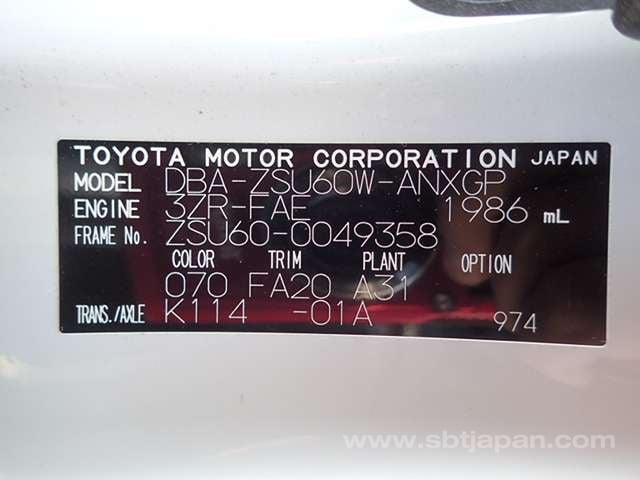 TOYOTA MOTOR CORPORATION JAPAN
MODEL DBA-ZSU60W-ANXGP
ENGINE 3ZR-FAE 1986 mL
FRAME No. ZSU60-0049358
COLOR TRIM PLANT OPTION
070 FA20 A31
TRANS./AXLE K114 -01A
974
www.sbtjapan.com